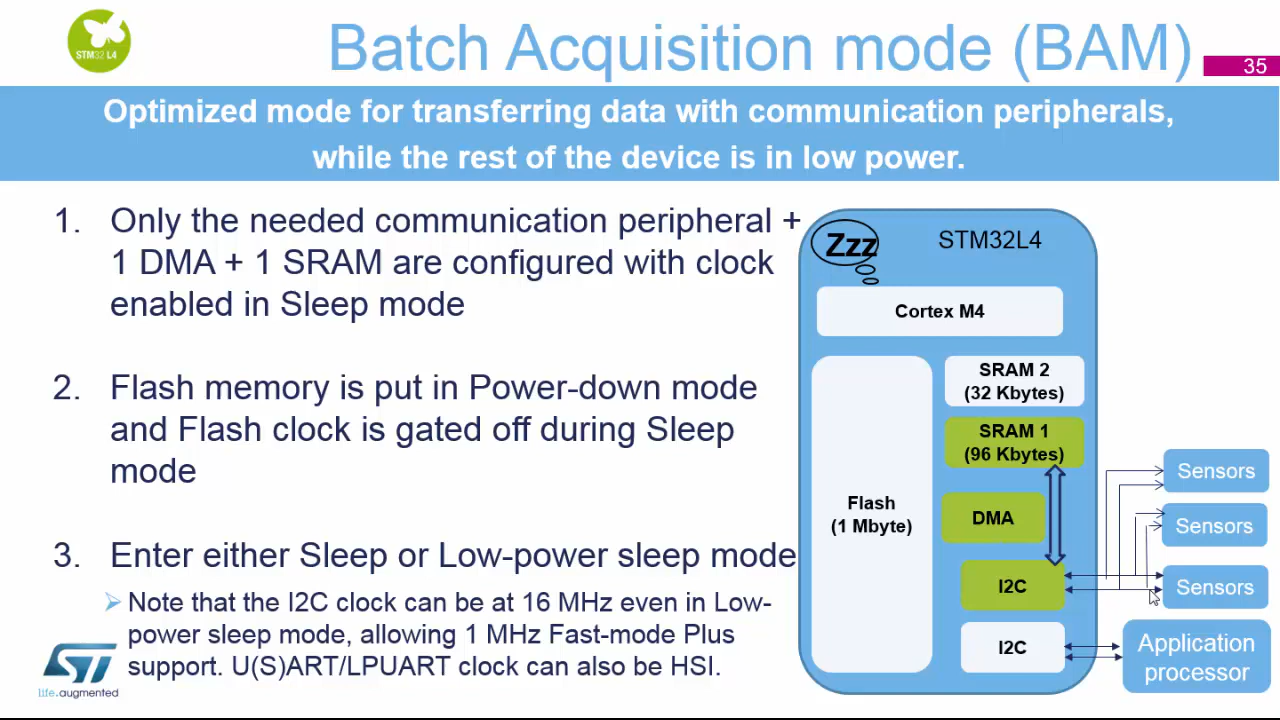 STM32 L4
Batch Acquisition mode (BAM)
35
Optimized mode for transferring data with communication peripherals,
while the rest of the device is in low power.
1. Only the needed communication peripheral +
1 DMA + 1 SRAM are configured with clock
enabled in Sleep mode
2. Flash memory is put in Power-down mode
and Flash clock is gated off during Sleep
mode
3. Enter either Sleep or Low-power sleep mode
Note that the I2C clock can be at 16 MHz even in Low-
power sleep mode, allowing 1 MHz Fast-mode Plus
support. U(S)ART/LPUART clock can also be HSI.
ST
life.augmented
Zzz
STM32L4
Cortex M4
Flash
(1 Mbyte)
SRAM 2
(32 Kbytes)
SRAM 1
(96 Kbytes)
DMA
I2C
I2C
Sensors
Sensors
Sensors
Application
processor